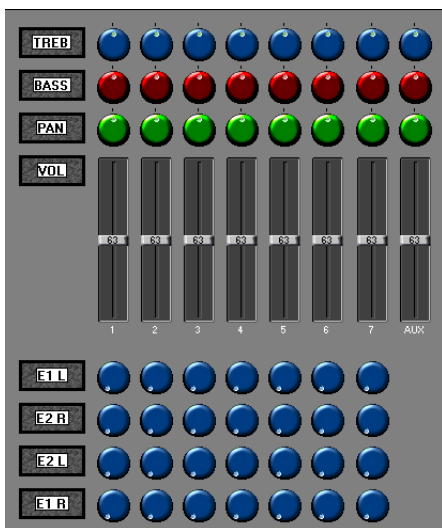 TREB
BASS
PAN
VOL
63 63 63 63 63 63 63 63
1 2 3 4 5 6 7 AUX
E1 L
E2 R
E2 L
E1 R